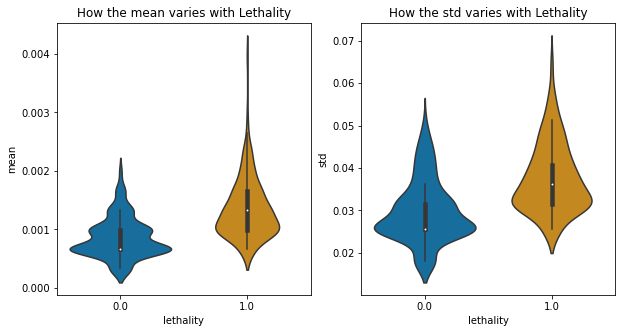 How the mean varies with Lethality
0.004
0.003
0.002
0.001
0.000
mean
0.0
1.0
lethality
How the std varies with Lethality
0.07
0.06
0.05
0.04
0.03
0.02
std
0.0
1.0
lethality